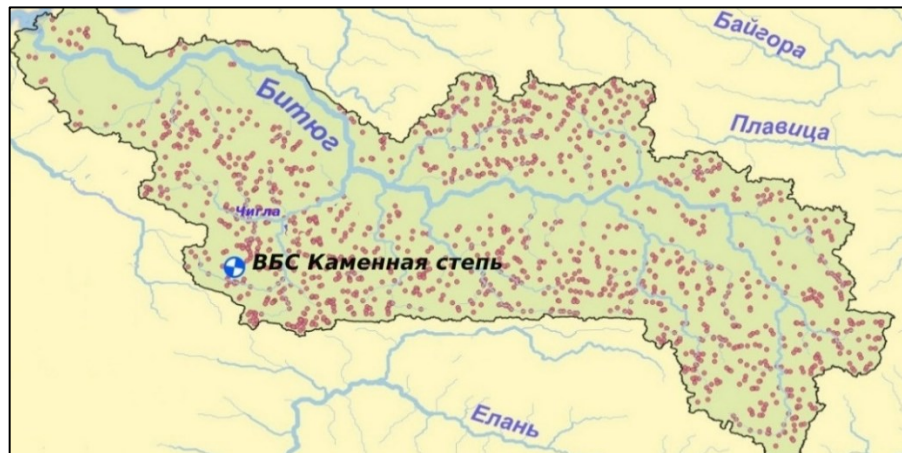 Байгора
Битюг
Плавица
Чигла
ВБС Каменная степь
Елань